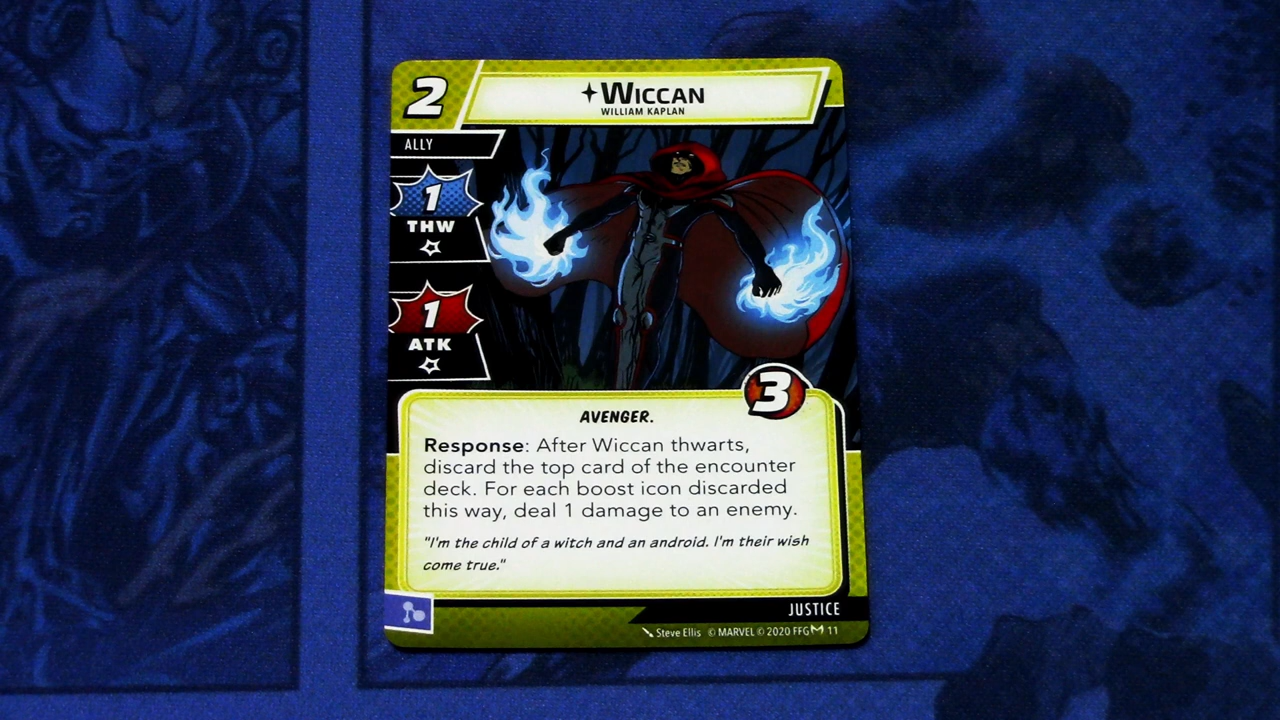 2
WICCAN
WILLIAM KAPLAN
ALLY
1
THW
1
ATK
3
AVENGER.
Response: After Wiccan thwarts,
discard the top card of the encounter
deck. For each boost icon discarded
this way, deal 1 damage to an enemy.
"I'm the child of a witch and an android. I'm their wish
come true."
JUSTICE
Steve Ellis © MARVEL © 2020 FFG 11